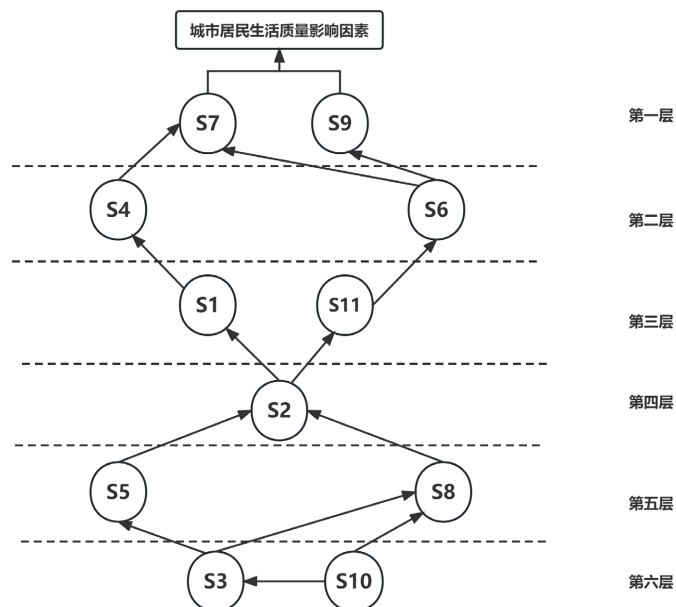 城市居民生活质量影响因素
S7
S9
第一层
S4
S6
第二层
S1
S11
第三层
S2
第四层
S5
S8
第五层
S3
S10
第六层